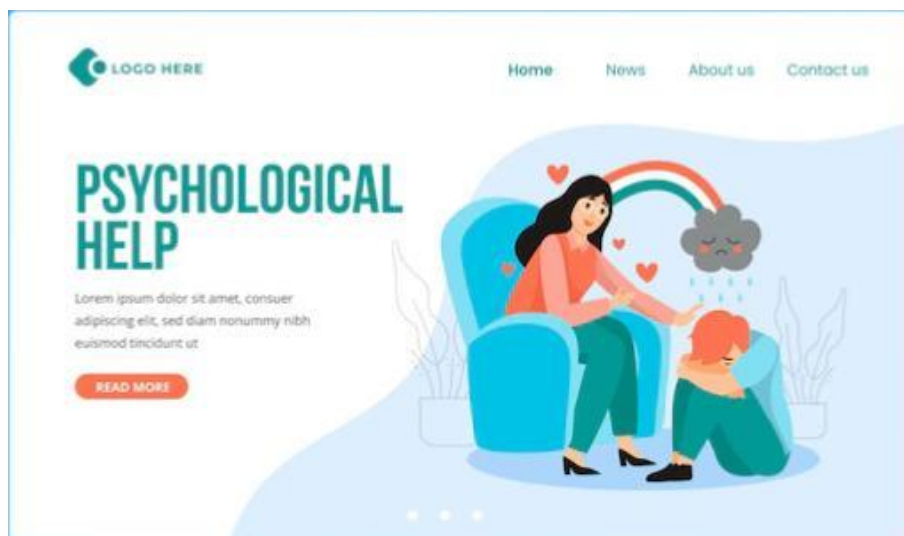 LOGO HERE
Home News About us Contact us
PSYCHOLOGICAL
HELP
Lorem ipsum dolor sit amet, consuer
adipiscing elit, sed diam nonummy nibh
euismod tincidunt ut
READ MORE